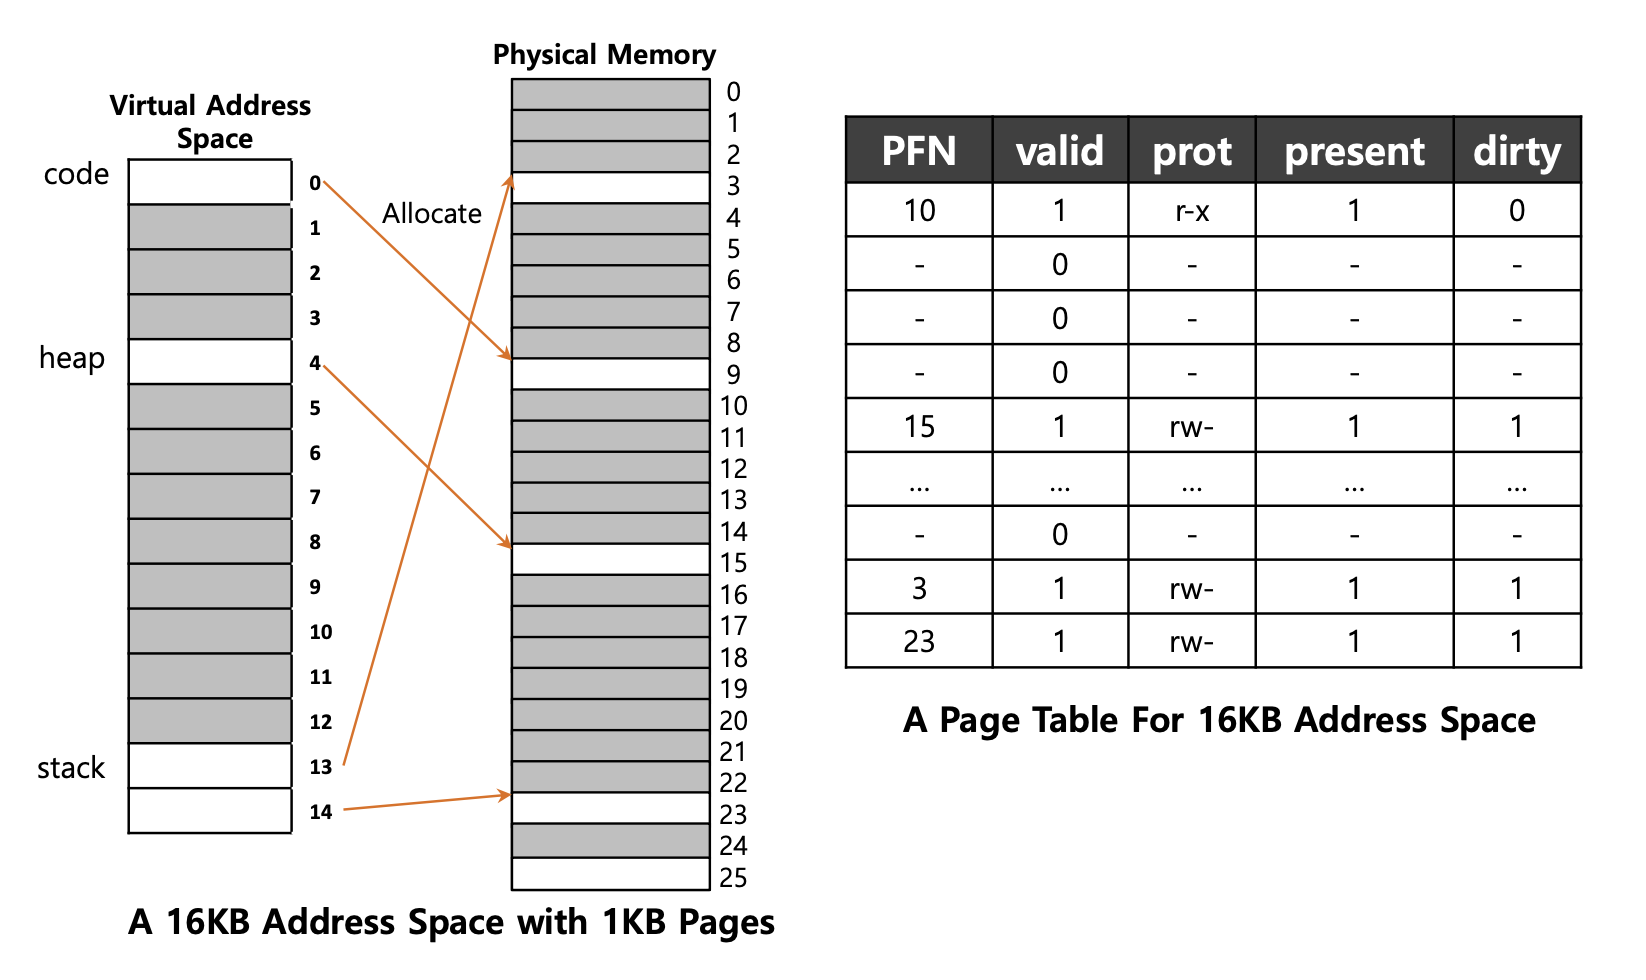 Physical Memory
Virtual Address
Space
code
heap
stack
0
1
2
3
4
5
6
7
8
9
10
11
12
13
14
Allocate
0
1
2
3
4
5
6
7
8
9
10
11
12
13
14
15
16
17
18
19
20
21
22
23
24
25
A 16KB Address Space with 1KB Pages
PFN valid prot present dirty
10 1 r-x 1 0
- 0 - - -
- 0 - - -
- 0 - - -
15 1 rw- 1 1
... ... ... ... ...
- 0 - - -
3 1 rw- 1 1
23 1 rw- 1 1
A Page Table For 16KB Address Space